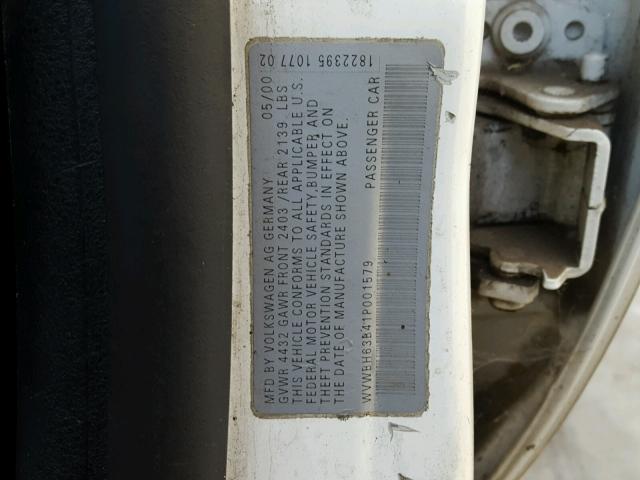 MFD BY VOLKSWAGEN AG GERMANY 05/00
GVWR 4432 GAWR FRONT 2403 /REAR 2139 LBS
THIS VEHICLE CONFORMS TO ALL APPLICABLE U.S.
FEDERAL MOTOR VEHICLE SAFETY,BUMPER, AND
THEFT PREVENTION STANDARDS IN EFFECT ON
THE DATE OF MANUFACTURE SHOWN ABOVE.
WVWBH63B41P001579 PASSENGER CAR
1822395 1077 02